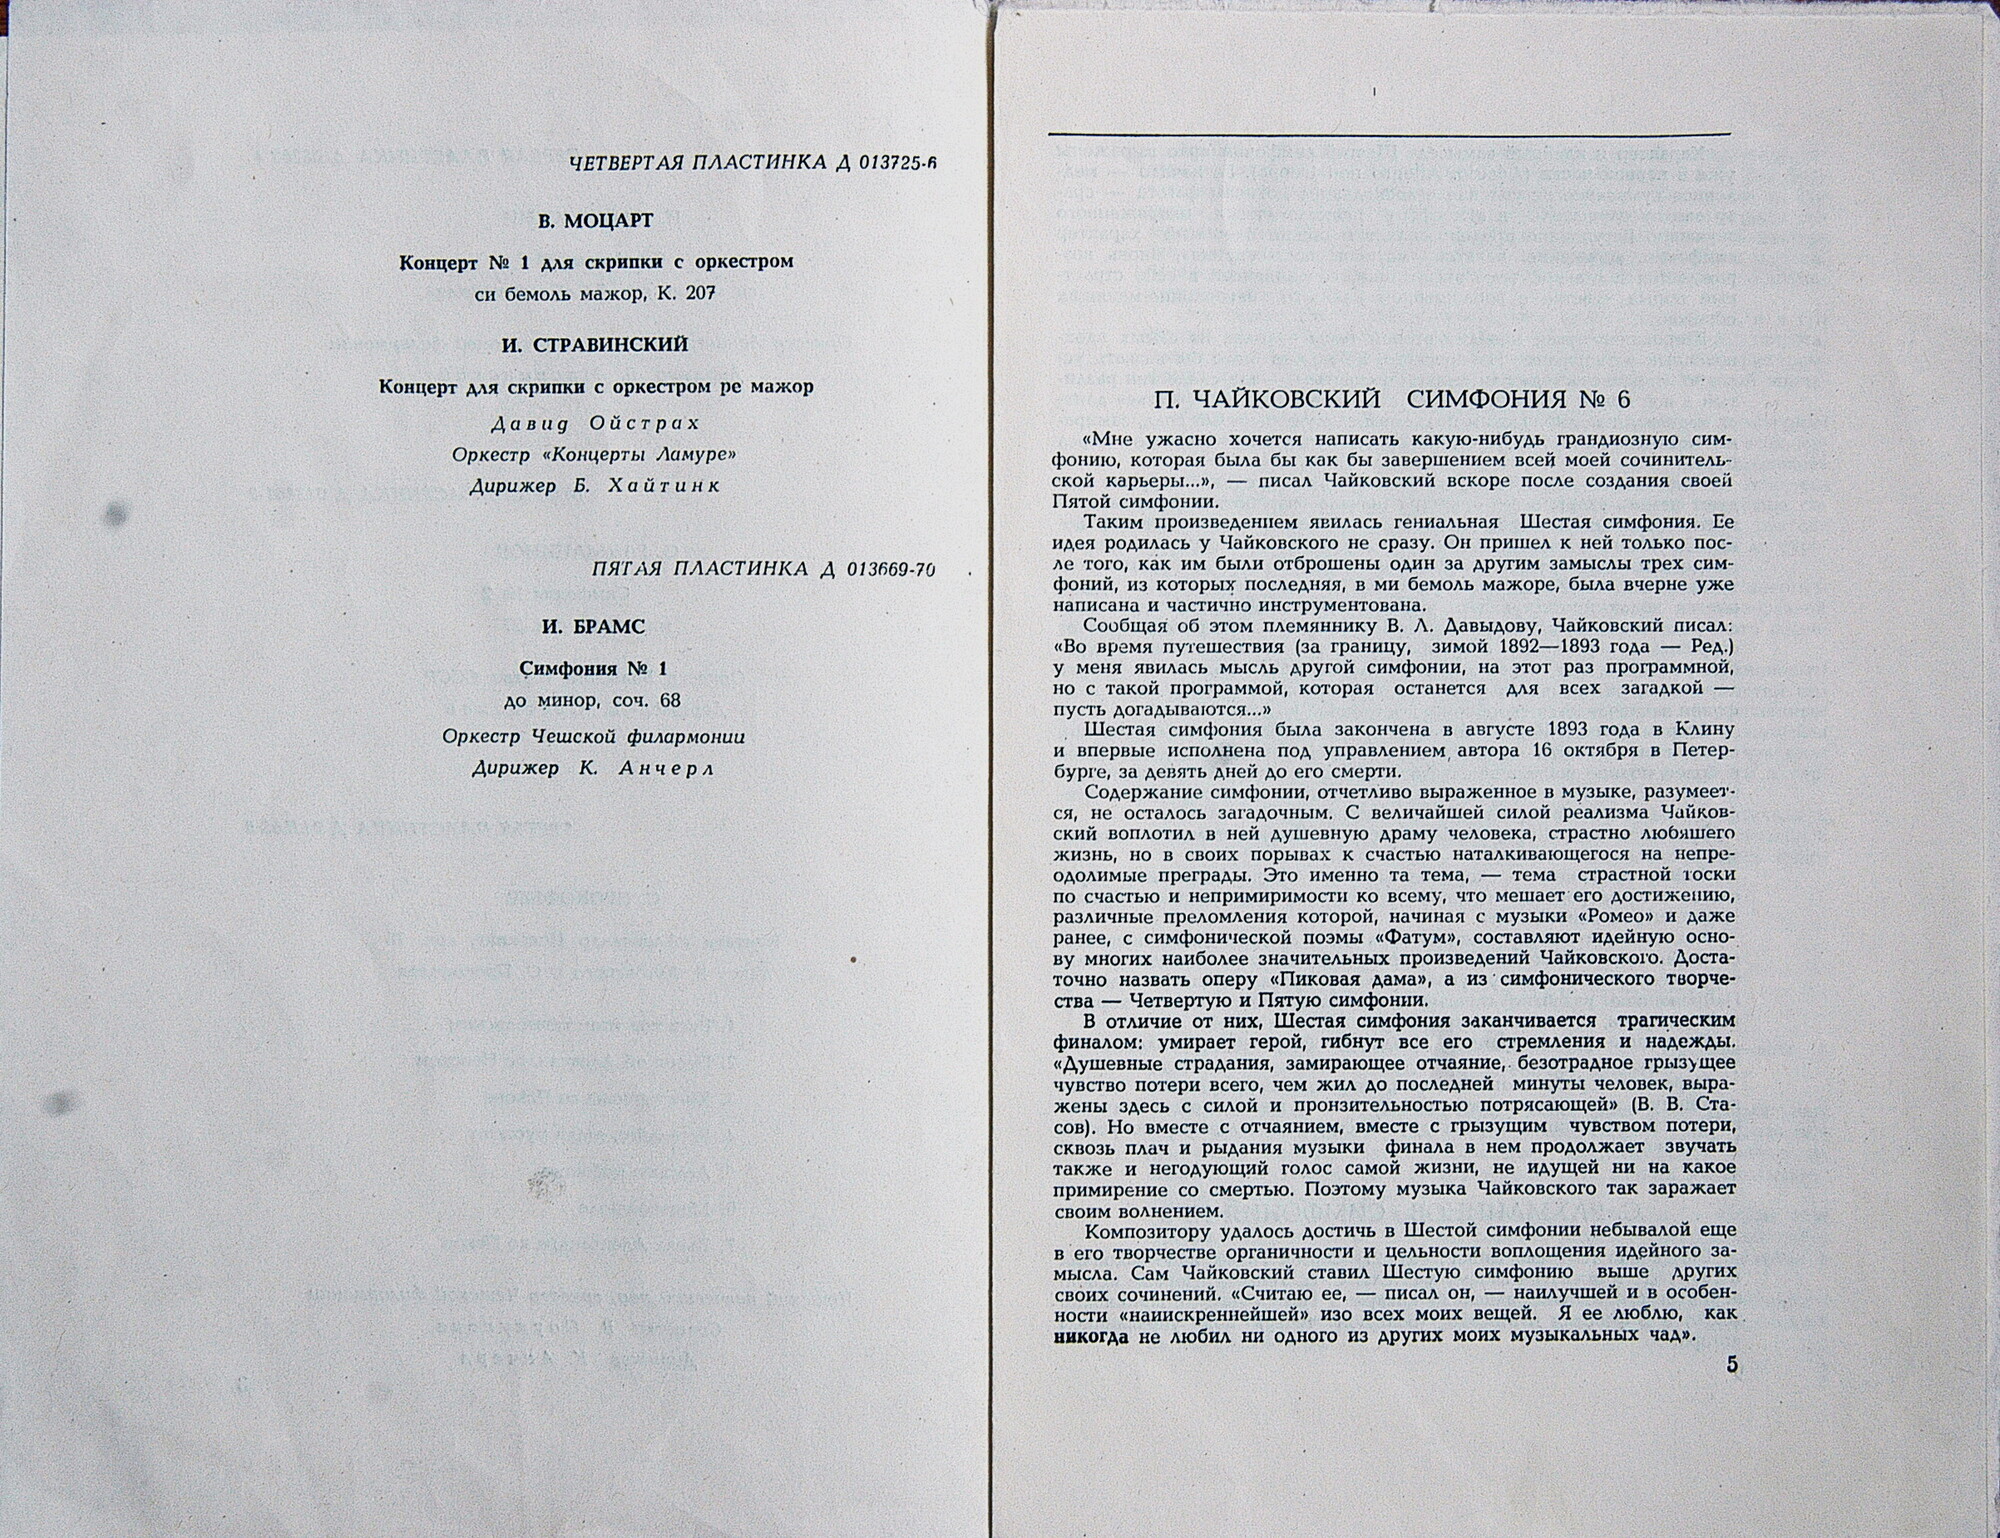 ЧЕТВЕРТАЯ ПЛАСТИНКА Д 013725-6
В. МОЦАРТ
Концерт № 1 для скрипки с оркестром
си бемоль мажор, К. 207
И. СТРАВИНСКИЙ
Концерт для скрипки с оркестром ре мажор
Давид Ойстрах
Оркестр «Концерты Ламуре»
Дирижер Б. Хайтинк
ПЯТАЯ ПЛАСТИНКА Д 013669-70
И. БРАМС
Симфония № 1
до минор, соч. 68
Оркестр Чешской филармонии
Дирижер К. Анчерл
П. ЧАЙКОВСКИЙ СИМФОНИЯ № 6
«Мне ужасно хочется написать какую-нибудь грандиозную сим-
фонию, которая была бы как бы завершением всей моей сочинитель-
ской карьеры...», — писал Чайковский вскоре после создания своей
Пятой симфонии.
Таким произведением явилась гениальная Шестая симфония. Ее
идея родилась у Чайковского не сразу. Он пришел к ней только пос-
ле того, как им были отброшены один за другим замыслы трех сим-
фоний, из которых последняя, в ми бемоль мажоре, была вчерне уже
написана и частично инструментована.
Сообщая об этом племяннику В. Л. Давыдову, Чайковский писал:
«Во время путешествия (за границу, зимой 1892—1893 года — Ред.)
у меня явилась мысль другой симфонии, на этот раз программной,
но с такой программой, которая останется для всех загадкой —
пусть догадываются...»
Шестая симфония была закончена в августе 1893 года в Клину
и впервые исполнена под управлением автора 16 октября в Петер-
бурге, за девять дней до его смерти.
Содержание симфонии, отчетливо выраженное в музыке, разумеет-
ся, не осталось загадочным. С величайшей силой реализма Чайков-
ский воплотил в ней душевную драму человека, страстно любящего
жизнь, но в своих порывах к счастью наталкивающегося на непре-
одолимые преграды. Это именно та тема, — тема страстной тоски
по счастью и непримиримости ко всему, что мешает его достижению,
различные преломления которой, начиная с музыки «Ромео» и даже
ранее, с симфонической поэмы «Фатум», составляют идейную осно-
ву многих наиболее значительных произведений Чайковского. Доста-
точно назвать оперу «Пиковая дама», а из симфонического творче-
ства — Четвертую и Пятую симфонии.
В отличие от них, Шестая симфония заканчивается трагическим
финалом: умирает герой, гибнут все его стремления и надежды.
«Душевные страдания, замирающее отчаяние, безотрадное грызущее
чувство потери всего, чем жил до последней минуты человек, выра-
жены здесь с силой и пронзительностью потрясающей» (В. В. Ста-
сов). Но вместе с отчаянием, вместе с грызущим чувством потери,
сквозь плач и рыдания музыки финала в нем продолжает звучать
также и негодующий голос самой жизни, не идущей ни на какое
примирение со смертью. Поэтому музыка Чайковского так заражает
своим волнением.
Композитору удалось достичь в Шестой симфонии небывалой еще
в его творчестве органичности и цельности воплощения идейного за-
мысла. Сам Чайковский ставил Шестую симфонию выше других
своих сочинений. «Считаю ее, — писал он, — наилучшей и в особен-
ности «наиискреннейшей» изо всех моих вещей. Я ее люблю, как
никогда не любил ни одного из других моих музыкальных чад».
5